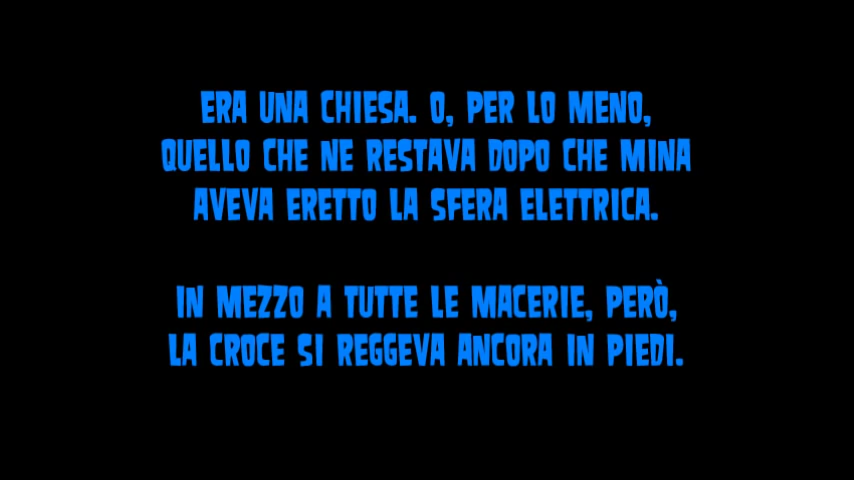 ERA UNA CHIESA. O, PER LO MENO,
QUELLO CHE NE RESTAVA DOPO CHE MINA
AVEVA ERETTO LA SFERA ELETTRICA.
IN MEZZO A TUTTE LE MACERIE, PERÒ,
LA CROCE SI REGGEVA ANCORA IN PIEDI.